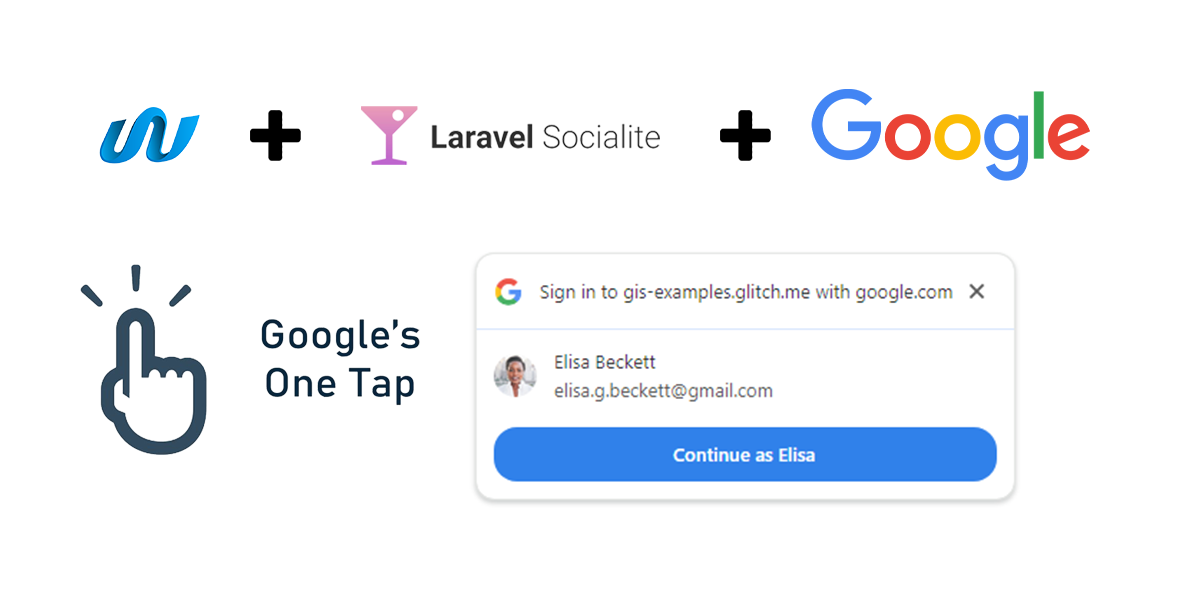 Laravel Socialite
Google
Google's
One Tap
Sign in to gis-examples.glitch.me with google.com
Elisa Beckett
elisa.g.beckett@gmail.com
Continue as Elisa